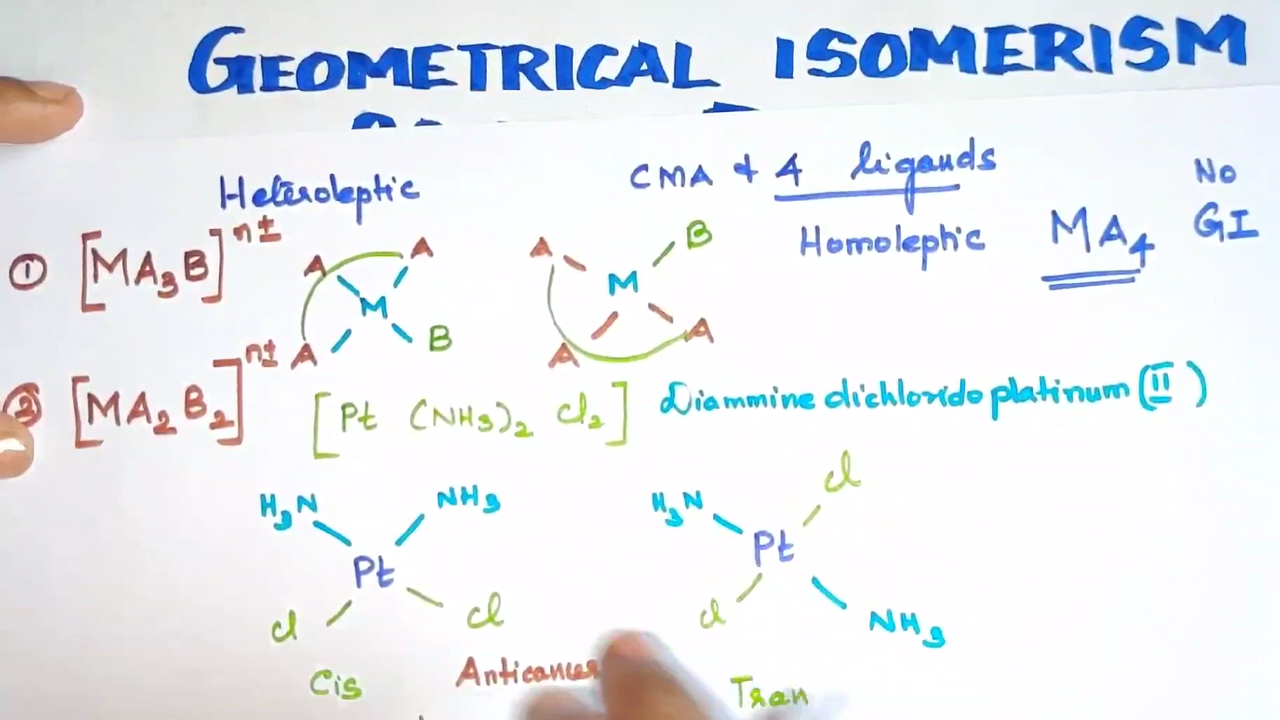 GEOMETRICAL ISOMERISM
Heteroleptic
CMA & 4 ligands
No
GI
Homoleptic MA₄
① [MA₃B]ⁿ±
A A
M
A B
A B
M
A A
② [MA₂B₂]ⁿ±
[Pt (NH₃)₂ Cl₂] Diammine dichlorido platinum (II)
H₃N NH₃
Pt
Cl Cl
Cis
Anticancer
H₃N Cl
Pt
Cl NH₃
Tran